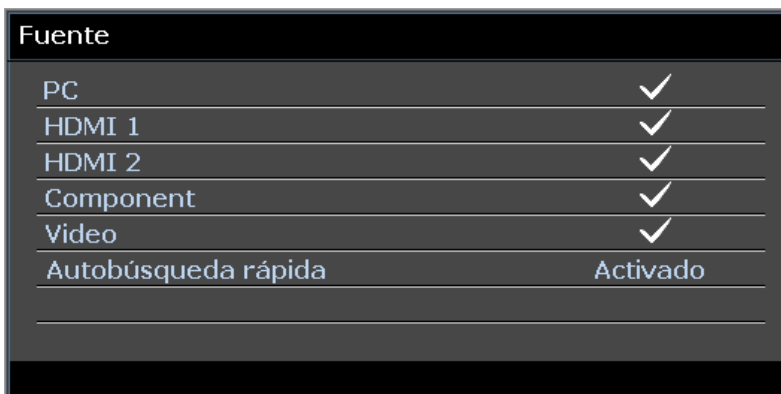 Fuente
PC ✓
HDMI 1 ✓
HDMI 2 ✓
Component ✓
Video ✓
Autobúsqueda rápida Activado